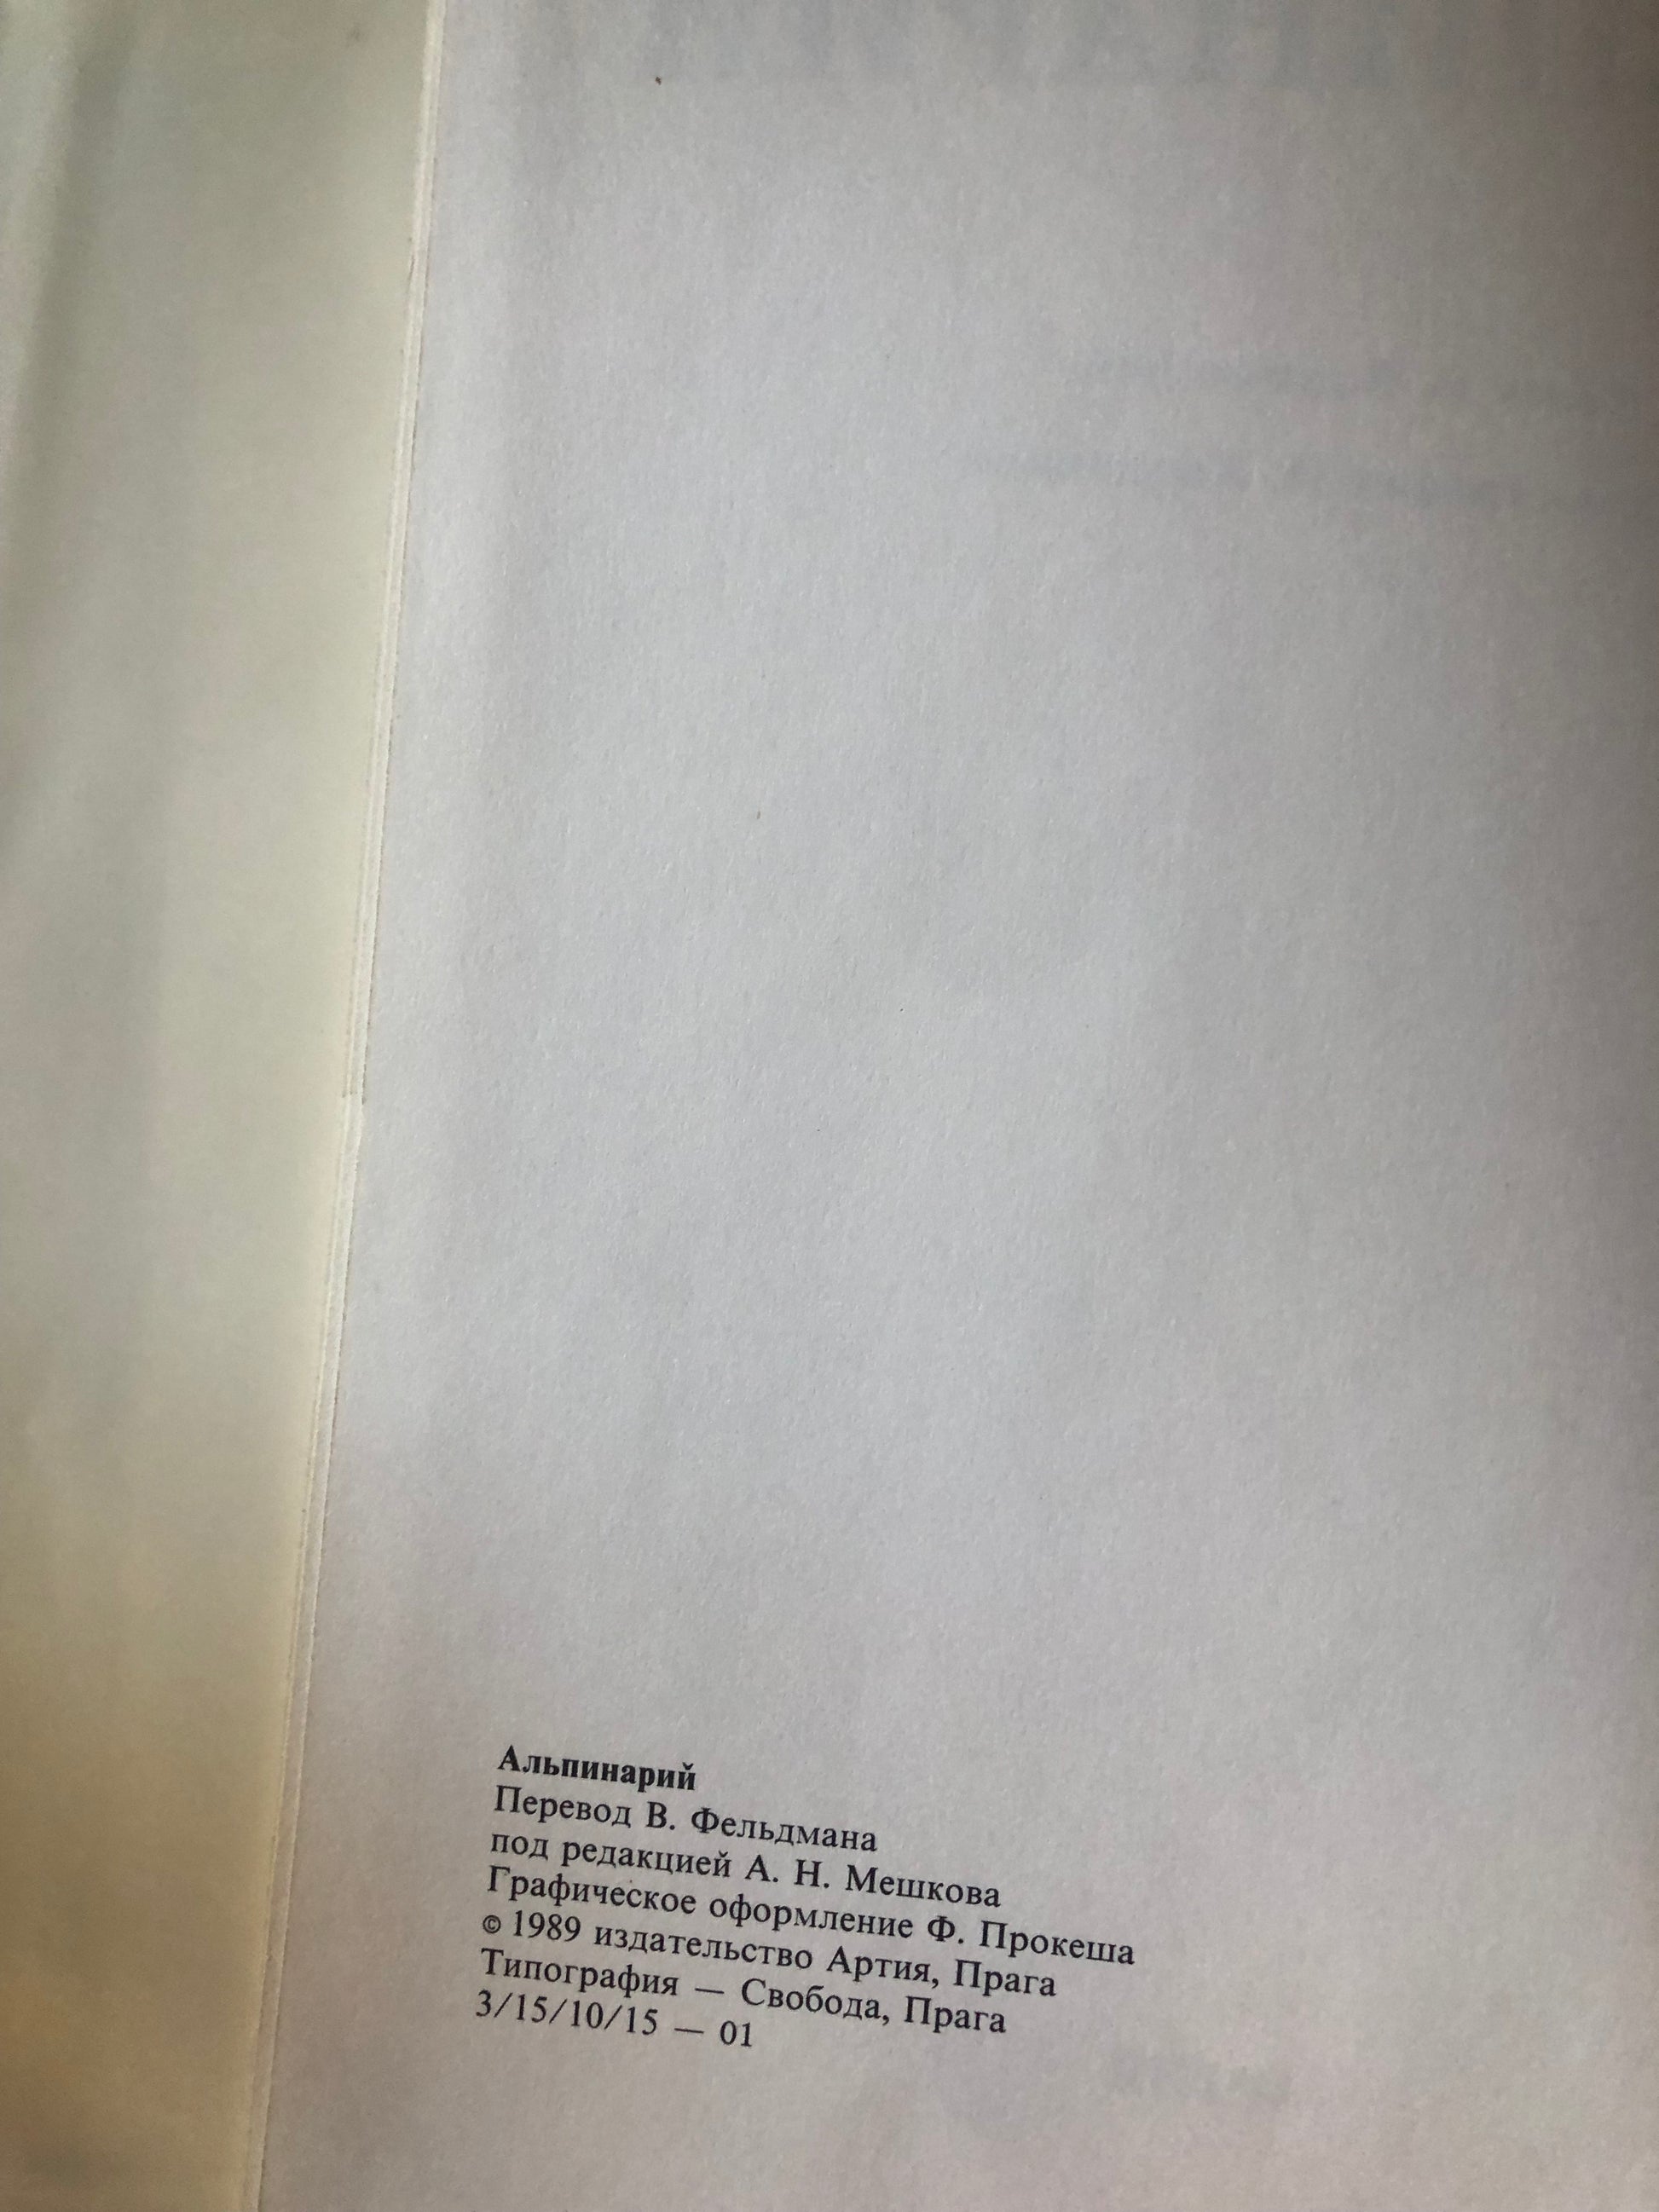 Альпинарий
Перевод В. Фельдмана
под редакцией А. Н. Мешкова
Графическое оформление Ф. Прокеша
© 1989 издательство Артия, Прага
Типография — Свобода, Прага
3/15/10/15 — 01